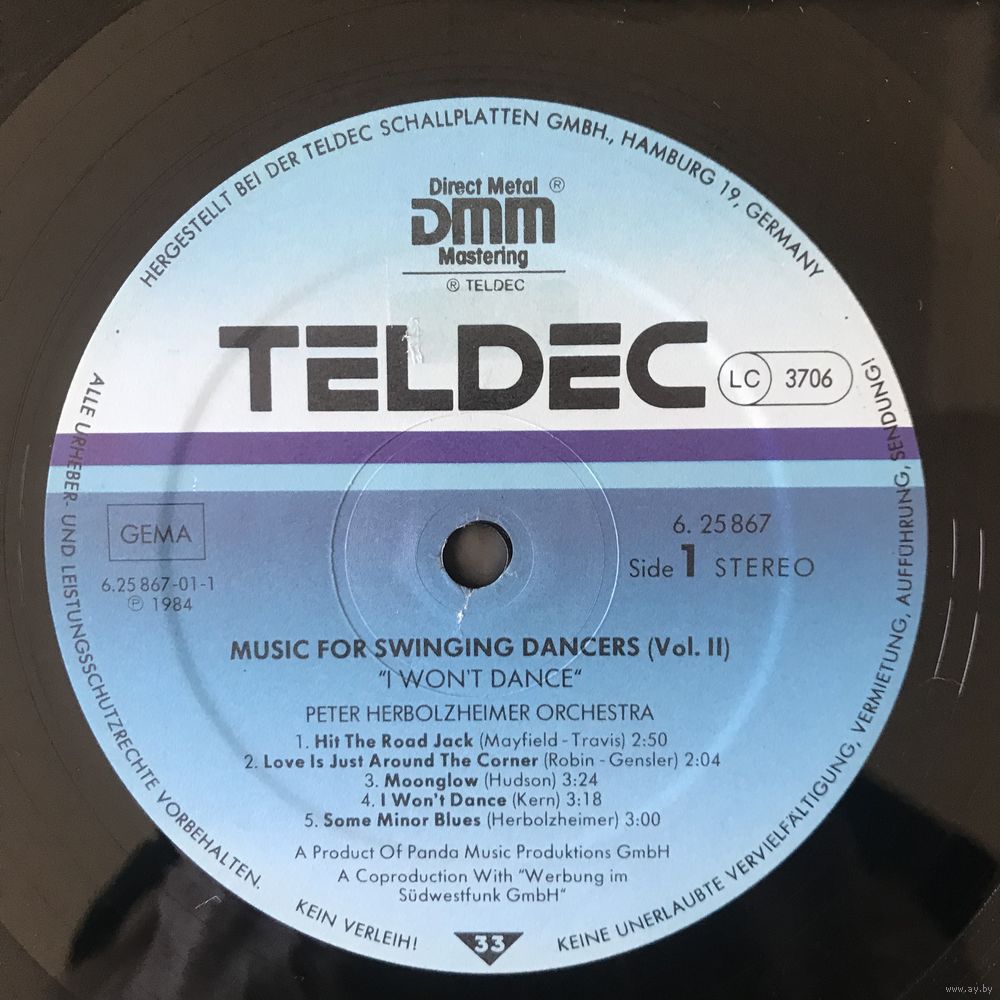 HERGESTELLT BEI DER TELDEC SCHALLPLATTEN GMBH., HAMBURG 19, GERMANY
Direct Metal ®
DMM
Mastering
® TELDEC
TELDEC
LC 3706
GEMA
6.25 867-01-1
℗ 1984
6. 25 867
Side 1 STEREO
MUSIC FOR SWINGING DANCERS (Vol. II)
"I WON'T DANCE"
PETER HERBOLZHEIMER ORCHESTRA
1. Hit The Road Jack (Mayfield - Travis) 2:50
2. Love Is Just Around The Corner (Robin - Gensler) 2:04
3. Moonglow (Hudson) 3:24
4. I Won't Dance (Kern) 3:18
5. Some Minor Blues (Herbolzheimer) 3:00
A Product Of Panda Music Produktions GmbH
A Coproduction With "Werbung im
Südwestfunk GmbH"
ALLE URHEBER- UND LEISTUNGSSCHUTZRECHTE VORBEHALTEN.
KEIN VERLEIH!
33
KEINE UNERLAUBTE VERVIELFÄLTIGUNG, VERMIETUNG, AUFFÜHRUNG, SENDUNG!
www.ay.by